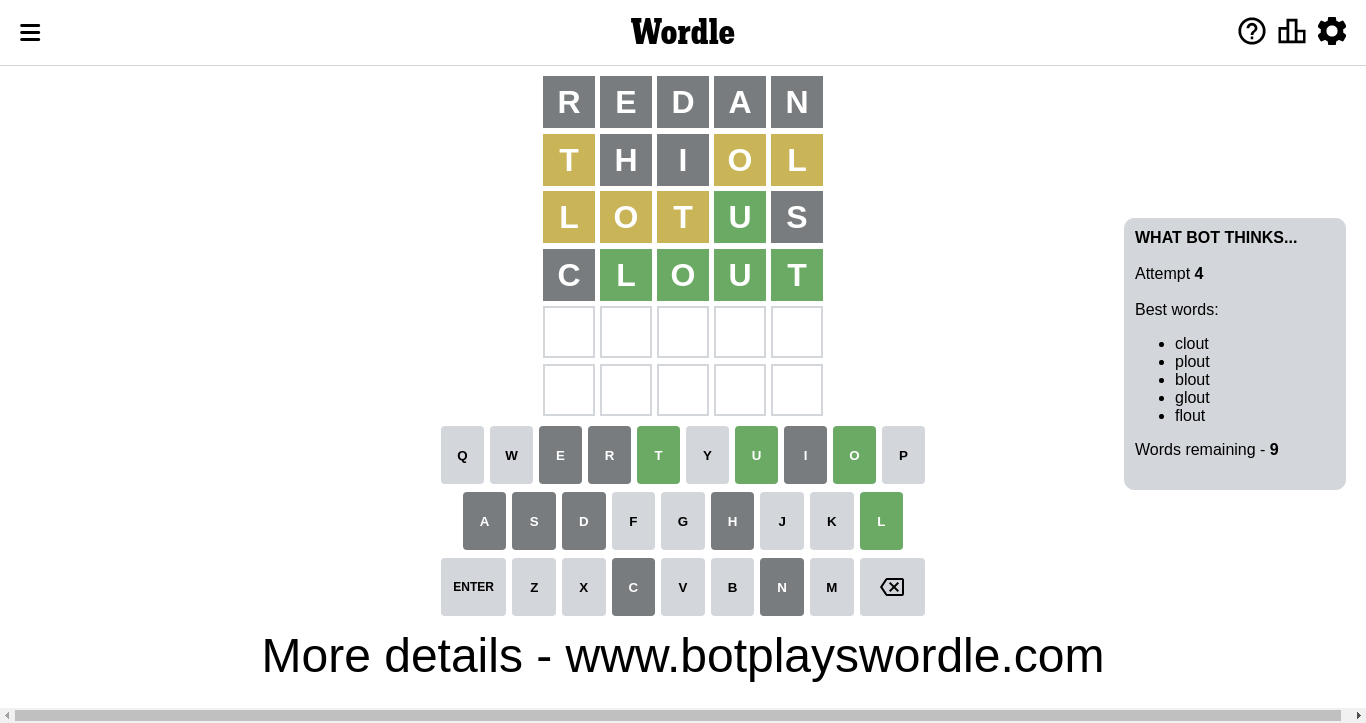 Wordle
R E D A N
T H I O L
L O T U S
C L O U T
WHAT BOT THINKS...
Attempt 4
Best words:
clout
plout
blout
glout
flout
Words remaining - 9
Q W E R T Y U I O P
A S D F G H J K L
ENTER Z X C V B N M
More details - www.botplayswordle.com